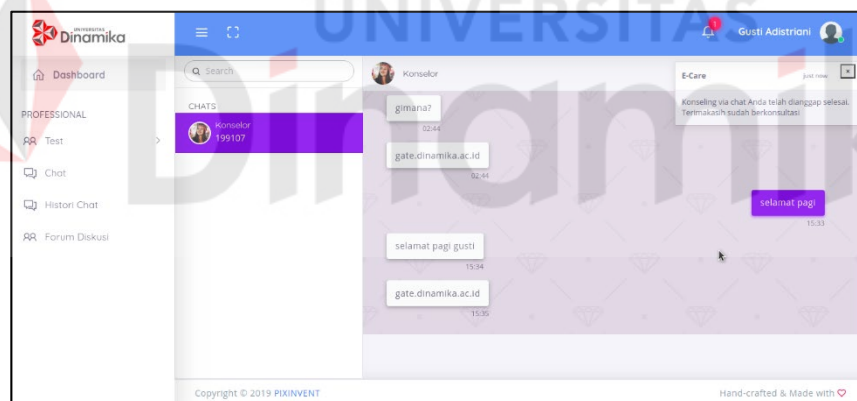 UNIVERSITAS
Dinamika
UNIVERSITAS
Dinamik
1
Gusti Adistriani
Dashboard
PROFESSIONAL
Test
Chat
Histori Chat
Forum Diskusi
Search
CHATS
Konselor
199107
Konselor
gimana?
02:44
gate.dinamika.ac.id
02:44
selamat pagi
15:33
selamat pagi gusti
15:34
gate.dinamika.ac.id
15:35
E-Care
just now
Konseling via chat Anda telah dianggap selesai.
Terimakasih sudah berkonsultasi
Copyright © 2019 PIXINVENT
Hand-crafted & Made with